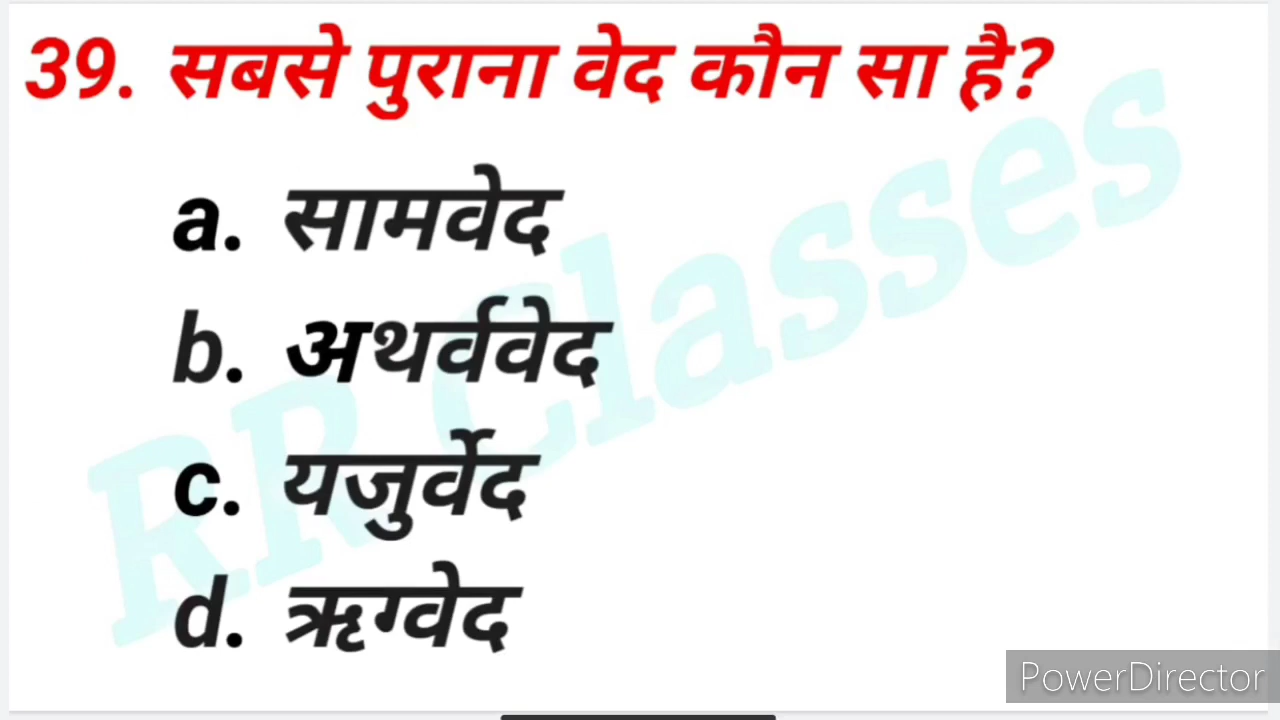 39. सबसे पुराना वेद कौन सा है?
a. सामवेद
b. अथर्ववेद
c. यजुर्वेद
d. ऋग्वेद
RR Classes
PowerDirector